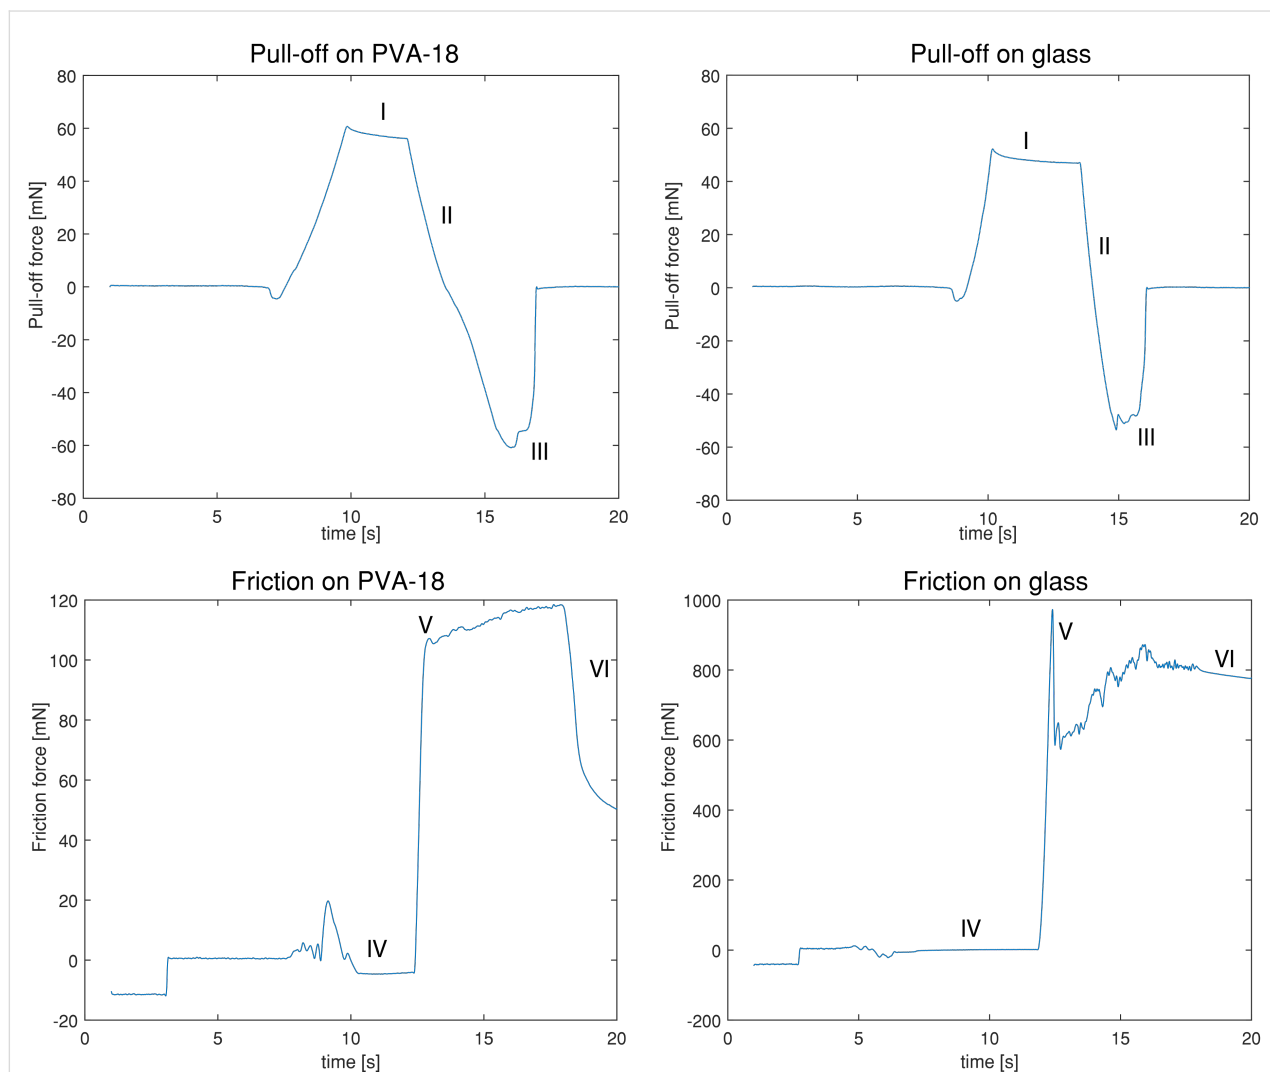 Pull-off on PVA-18
80
60
40
20
0
-20
-40
-60
-80
Pull-off force [mN]
I
II
III
0 5 10 15 20
time [s]
Pull-off on glass
80
60
40
20
0
-20
-40
-60
-80
Pull-off force [mN]
I
II
III
0 5 10 15 20
time [s]
Friction on PVA-18
120
100
80
60
40
20
0
-20
Friction force [mN]
V
VI
IV
0 5 10 15 20
time [s]
Friction on glass
1000
800
600
400
200
0
-200
Friction force [mN]
V
VI
IV
0 5 10 15 20
time [s]